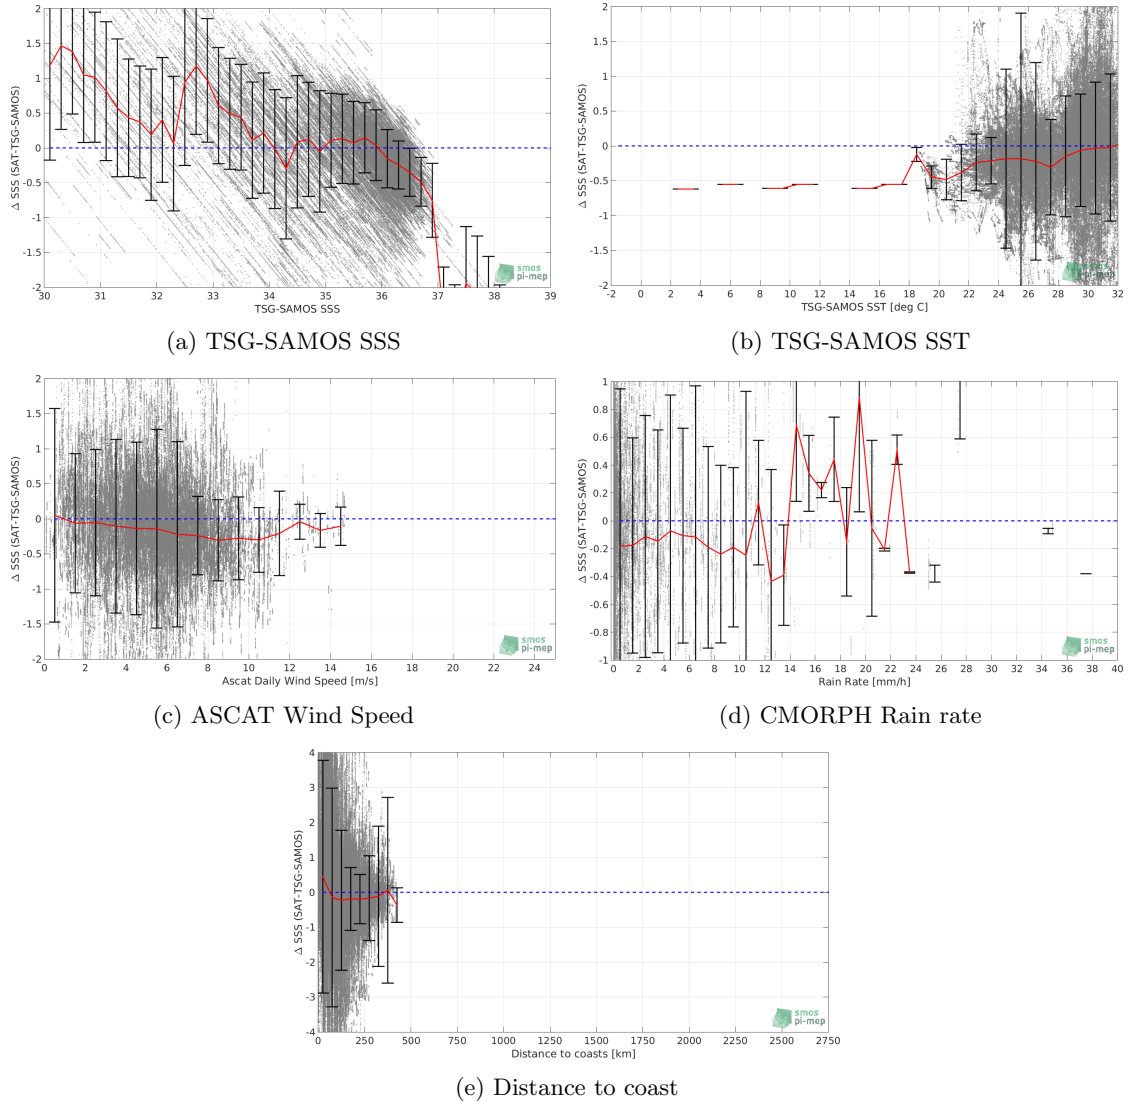 2
1.5
1
0.5
0
-0.5
-1
-1.5
-2
Δ SSS (SAT-TSG-SAMOS)
30 31 32 33 34 35 36 37 38 39
TSG-SAMOS SSS
smos
pi-mep
(a) TSG-SAMOS SSS
2
1.5
1
0.5
0
-0.5
-1
-1.5
-2
Δ SSS (SAT-TSG-SAMOS)
-2 0 2 4 6 8 10 12 14 16 18 20 22 24 26 28 30 32
TSG-SAMOS SST [deg C]
smos
pi-mep
(b) TSG-SAMOS SST
2
1.5
1
0.5
0
-0.5
-1
-1.5
-2
Δ SSS (SAT-TSG-SAMOS)
0 2 4 6 8 10 12 14 16 18 20 22 24
Ascat Daily Wind Speed [m/s]
smos
pi-mep
(c) ASCAT Wind Speed
1
0.8
0.6
0.4
0.2
0
-0.2
-0.4
-0.6
-0.8
-1
Δ SSS (SAT-TSG-SAMOS)
0 2 4 6 8 10 12 14 16 18 20 22 24 26 28 30 32 34 36 38 40
Rain Rate [mm/h]
smos
pi-mep
(d) CMORPH Rain rate
4
3
2
1
0
-1
-2
-3
-4
Δ SSS (SAT-TSG-SAMOS)
0 250 500 750 1000 1250 1500 1750 2000 2250 2500 2750
Distance to coasts [km]
smos
pi-mep
(e) Distance to coast